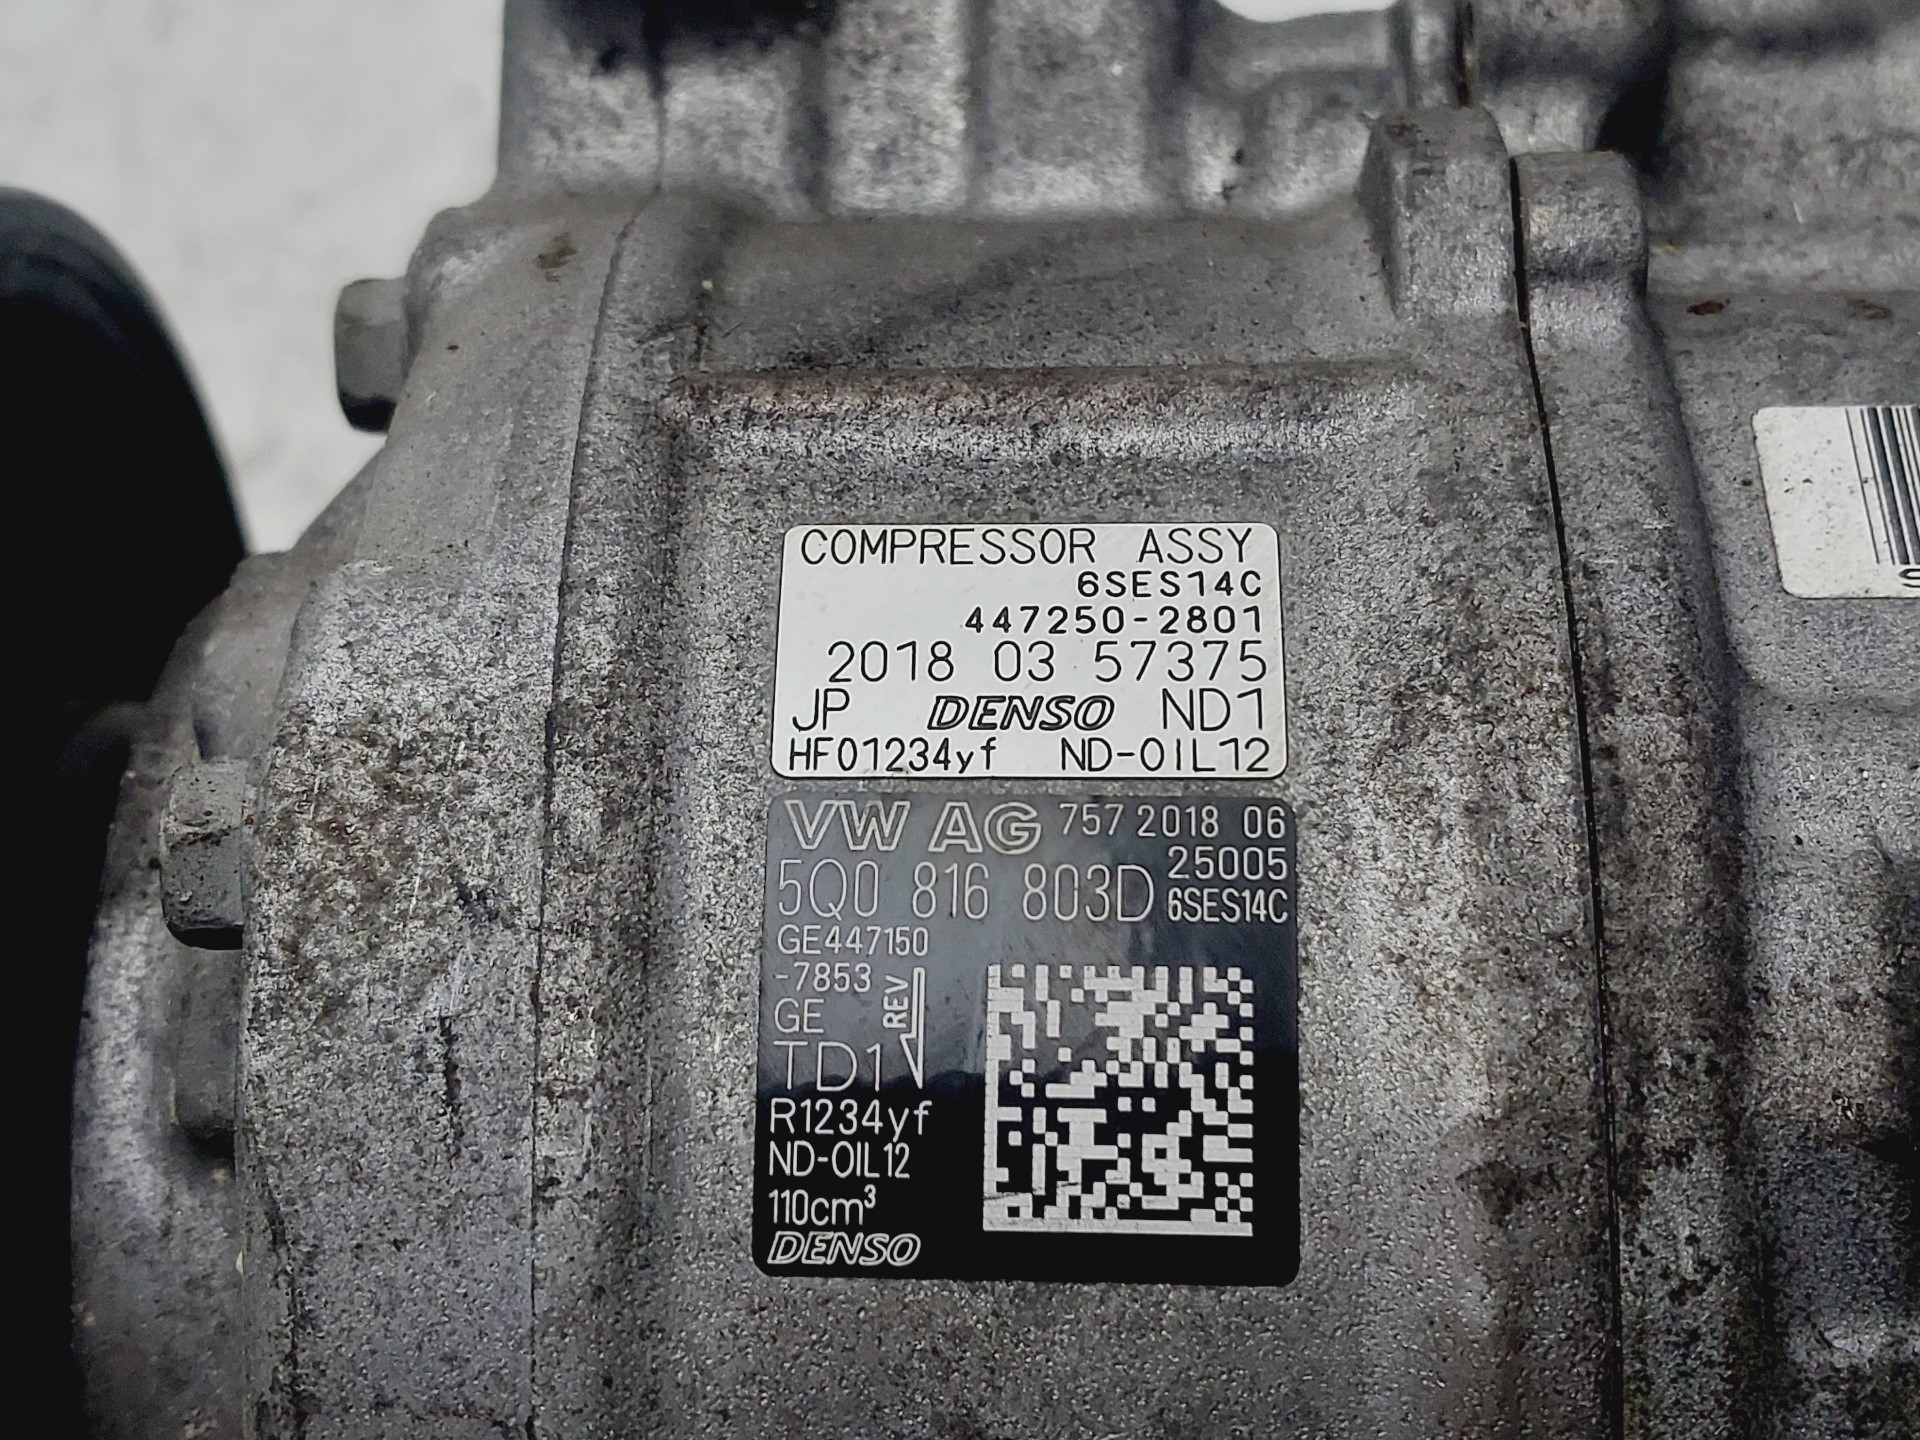 COMPRESSOR ASSY
6SES14C
447250-2801
2018 03 57375
JP DENSO ND1
HF01234yf ND-OIL12
VW AG 757 2018 06
25005
5Q0 816 803D 6SES14C
GE447150
-7853
GE
REV
TD1
R1234yf
ND-OIL12
110cm³
DENSO